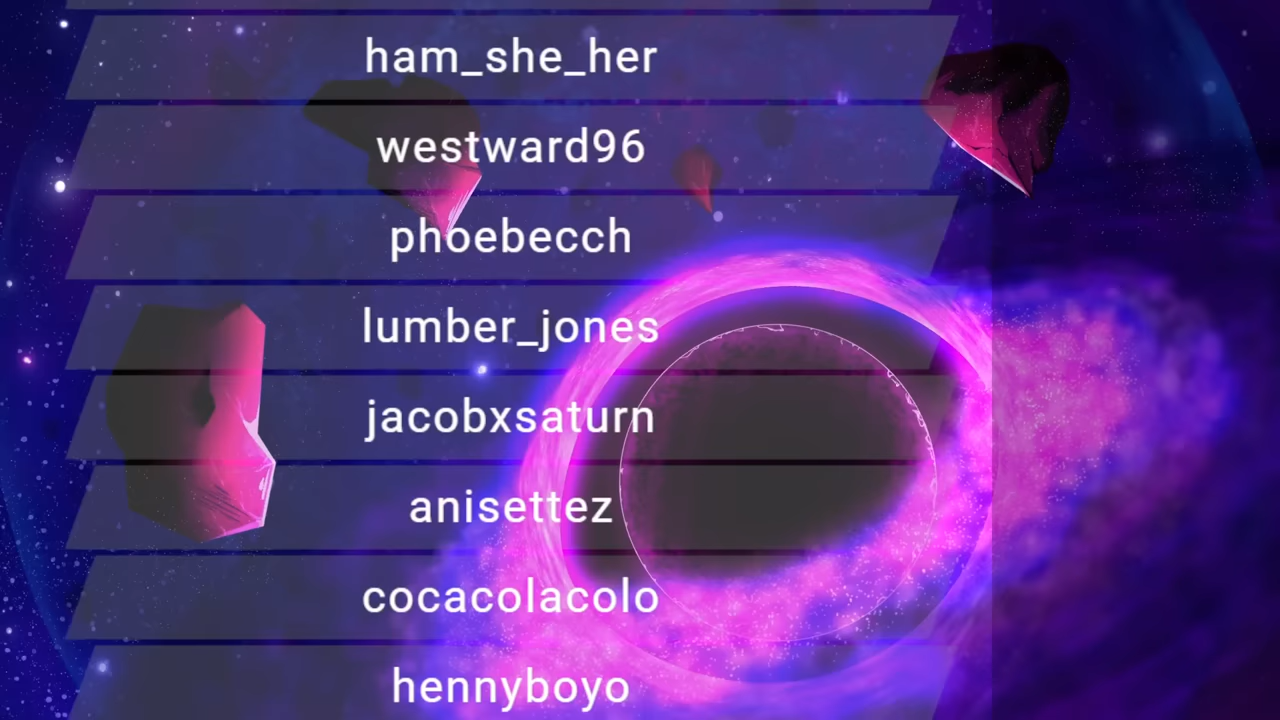 ham_she_her
westward96
phoebecch
lumber_jones
jacobxsaturn
anisettez
cocacolacolo
hennyboyo